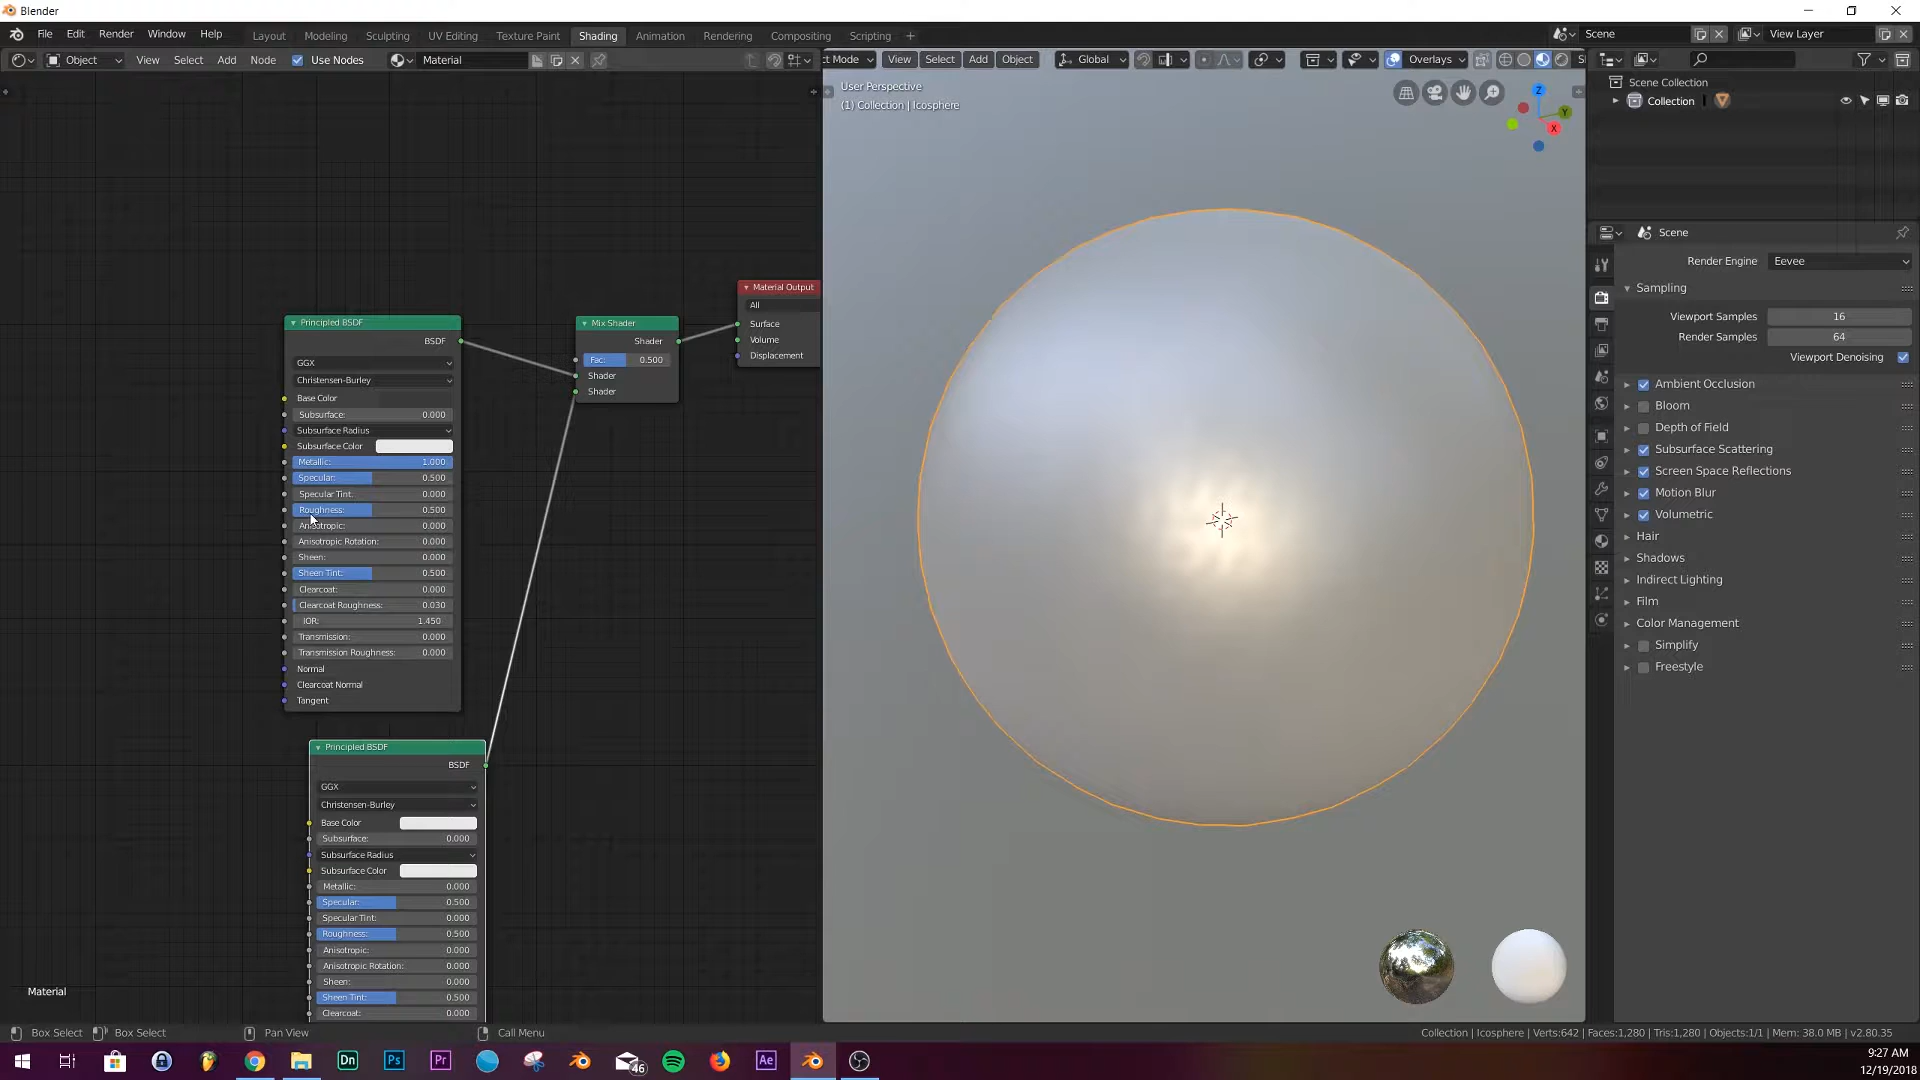 Blender
File Edit Render Window Help Layout Modeling Sculpting UV Editing Texture Paint Shading Animation Rendering Compositing Scripting + Scene View Layer
Object View Select Add Node Use Nodes Material
t Mode View Select Add Object Global Overlays S
User Perspective
(1) Collection | Icosphere
Z
Y
X
Scene Collection
Collection
Scene
Render Engine Eevee
Sampling
Viewport Samples 16
Render Samples 64
Viewport Denoising
Ambient Occlusion
Bloom
Depth of Field
Subsurface Scattering
Screen Space Reflections
Motion Blur
Volumetric
Hair
Shadows
Indirect Lighting
Film
Color Management
Simplify
Freestyle
Material Output
All
Surface
Volume
Displacement
Mix Shader
Shader
Fac: 0.500
Shader
Shader
Principled BSDF
BSDF
GGX
Christensen-Burley
Base Color
Subsurface: 0.000
Subsurface Radius
Subsurface Color
Metallic: 1.000
Specular: 0.500
Specular Tint: 0.000
Roughness: 0.500
Anisotropic: 0.000
Anisotropic Rotation: 0.000
Sheen: 0.000
Sheen Tint: 0.500
Clearcoat: 0.000
Clearcoat Roughness: 0.030
IOR: 1.450
Transmission: 0.000
Transmission Roughness: 0.000
Normal
Clearcoat Normal
Tangent
Principled BSDF
BSDF
GGX
Christensen-Burley
Base Color
Subsurface: 0.000
Subsurface Radius
Subsurface Color
Metallic: 0.000
Specular: 0.500
Specular Tint: 0.000
Roughness: 0.500
Anisotropic: 0.000
Anisotropic Rotation: 0.000
Sheen: 0.000
Sheen Tint: 0.500
Clearcoat: 0.000
Material
Box Select Box Select Pan View Call Menu Collection | Icosphere | Verts:642 | Faces:1,280 | Tris:1,280 | Objects:1/1 | Mem: 38.0 MB | v2.80.35
Dn Ps Pr 46 Ae
9:27 AM
12/19/2018